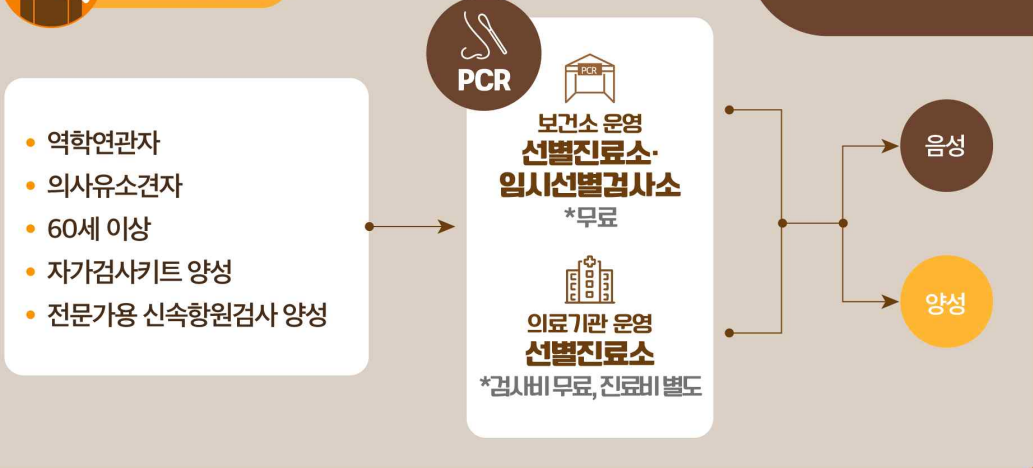 역학연관자
의사유소견자
60세 이상
자가검사키트 양성
전문가용 신속항원검사 양성
PCR
PCR
보건소 운영
선별진료소·
임시선별검사소
*무료
의료기관 운영
선별진료소
*검사비 무료, 진료비 별도
음성
양성